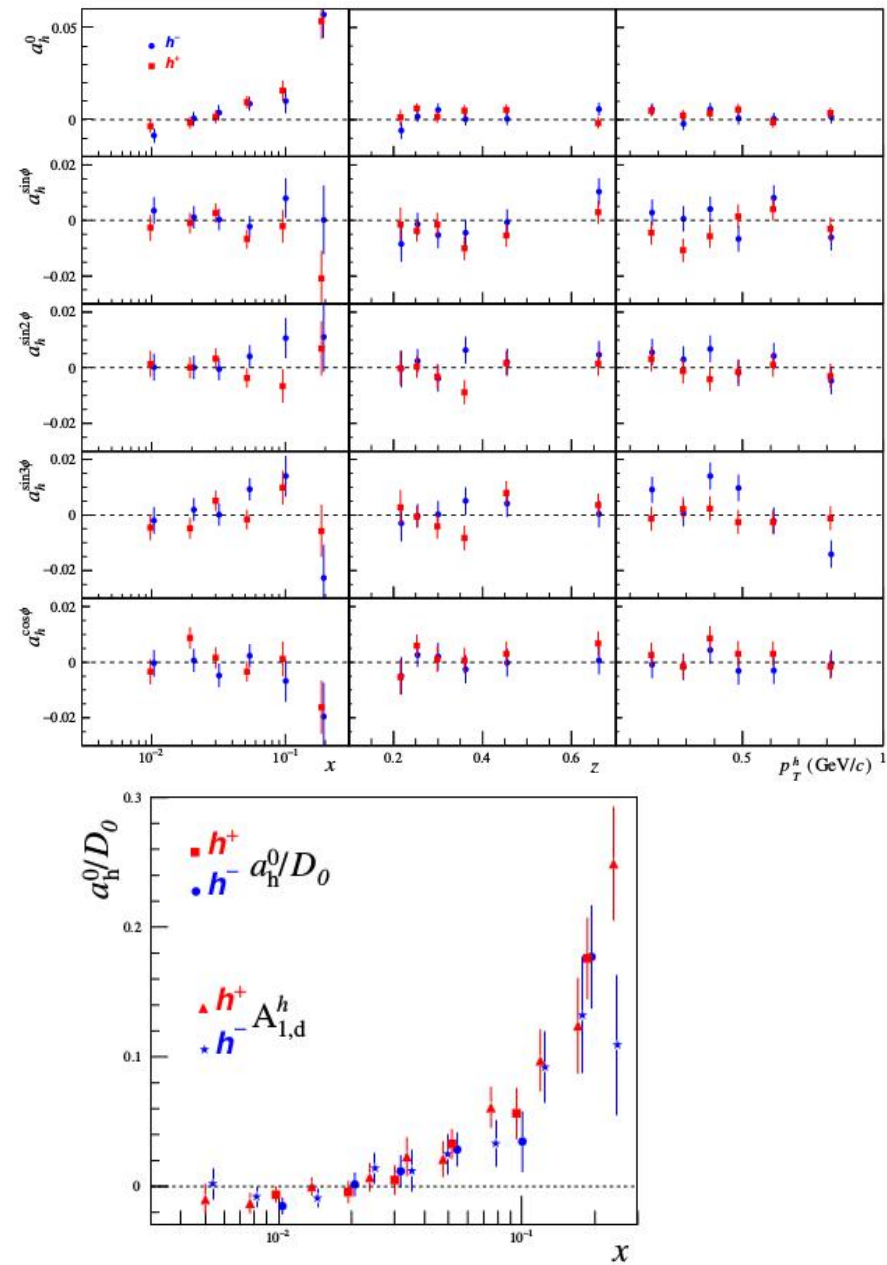 a_h^0
0.05
0
h⁻
h⁺
a_h^{sinϕ}
0.02
0
−0.02
a_h^{sin2ϕ}
0.02
0
−0.02
a_h^{sin3ϕ}
0.02
0
−0.02
a_h^{cosϕ}
0.02
0
−0.02
10⁻² 10⁻¹ x 0.2 0.4 0.6 z 0.5 p_T^h (GeV/c) 1
a_h^0/D_0
0.3
0.2
0.1
0
h⁺
h⁻ a_h^0/D_0
h⁺
h⁻ A_{1,d}^h
10⁻² 10⁻¹
x